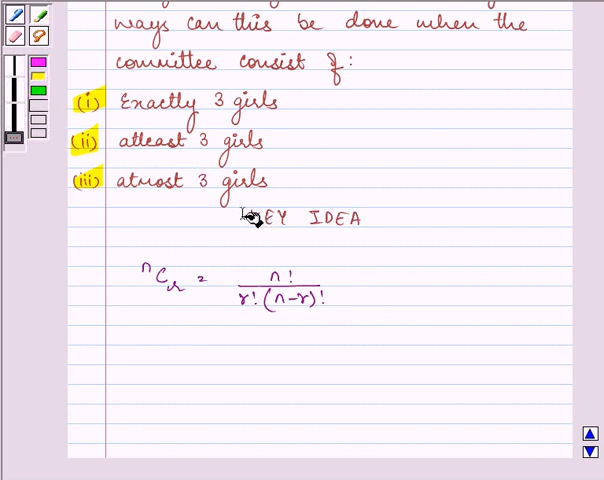 ways can this be done when the
committee consist of :
(i) Exactly 3 girls
(ii) atleast 3 girls
(iii) atmost 3 girls
KEY IDEA
ⁿCᵣ = n! / r!(n-r)!